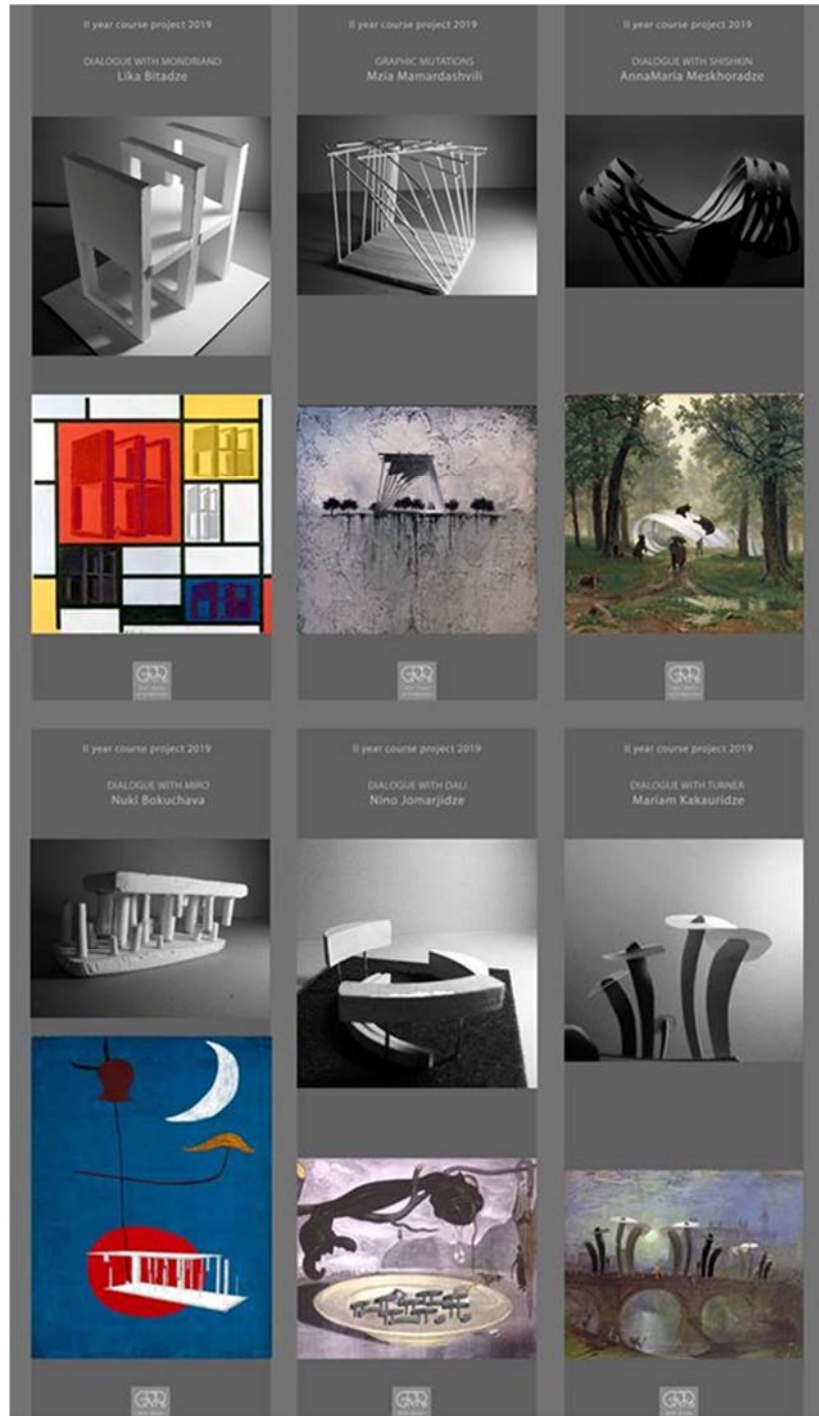 II year course project 2019
DIALOGUE WITH MONDRIANO
Lika Bitadze
II year course project 2019
GRAPHIC MUTATIONS
Mzia Mamardashvili
II year course project 2019
DIALOGUE WITH SHISHKIN
AnnaMaria Meskhoradze
II year course project 2019
DIALOGUE WITH MIRO
Nuki Bokuchava
II year course project 2019
DIALOGUE WITH DALI
Nino Jomarjidze
II year course project 2019
DIALOGUE WITH TURNER
Mariam Kakauridze